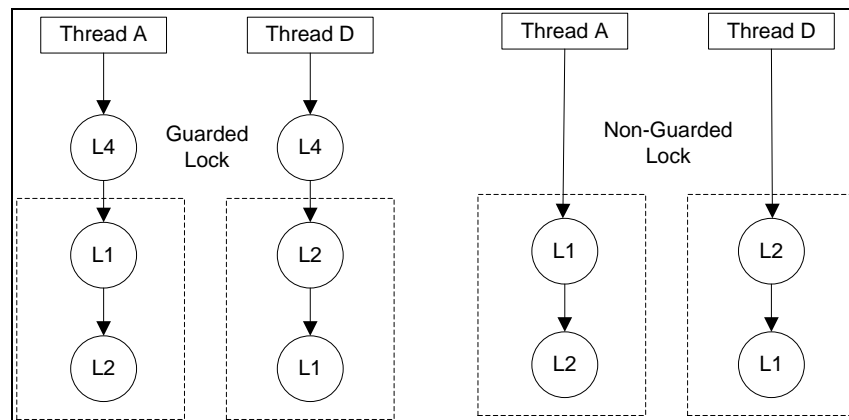 Thread A
Thread D
Thread A
Thread D
L4
Guarded
Lock
L4
Non-Guarded
Lock
L1
L2
L1
L2
L2
L1
L2
L1